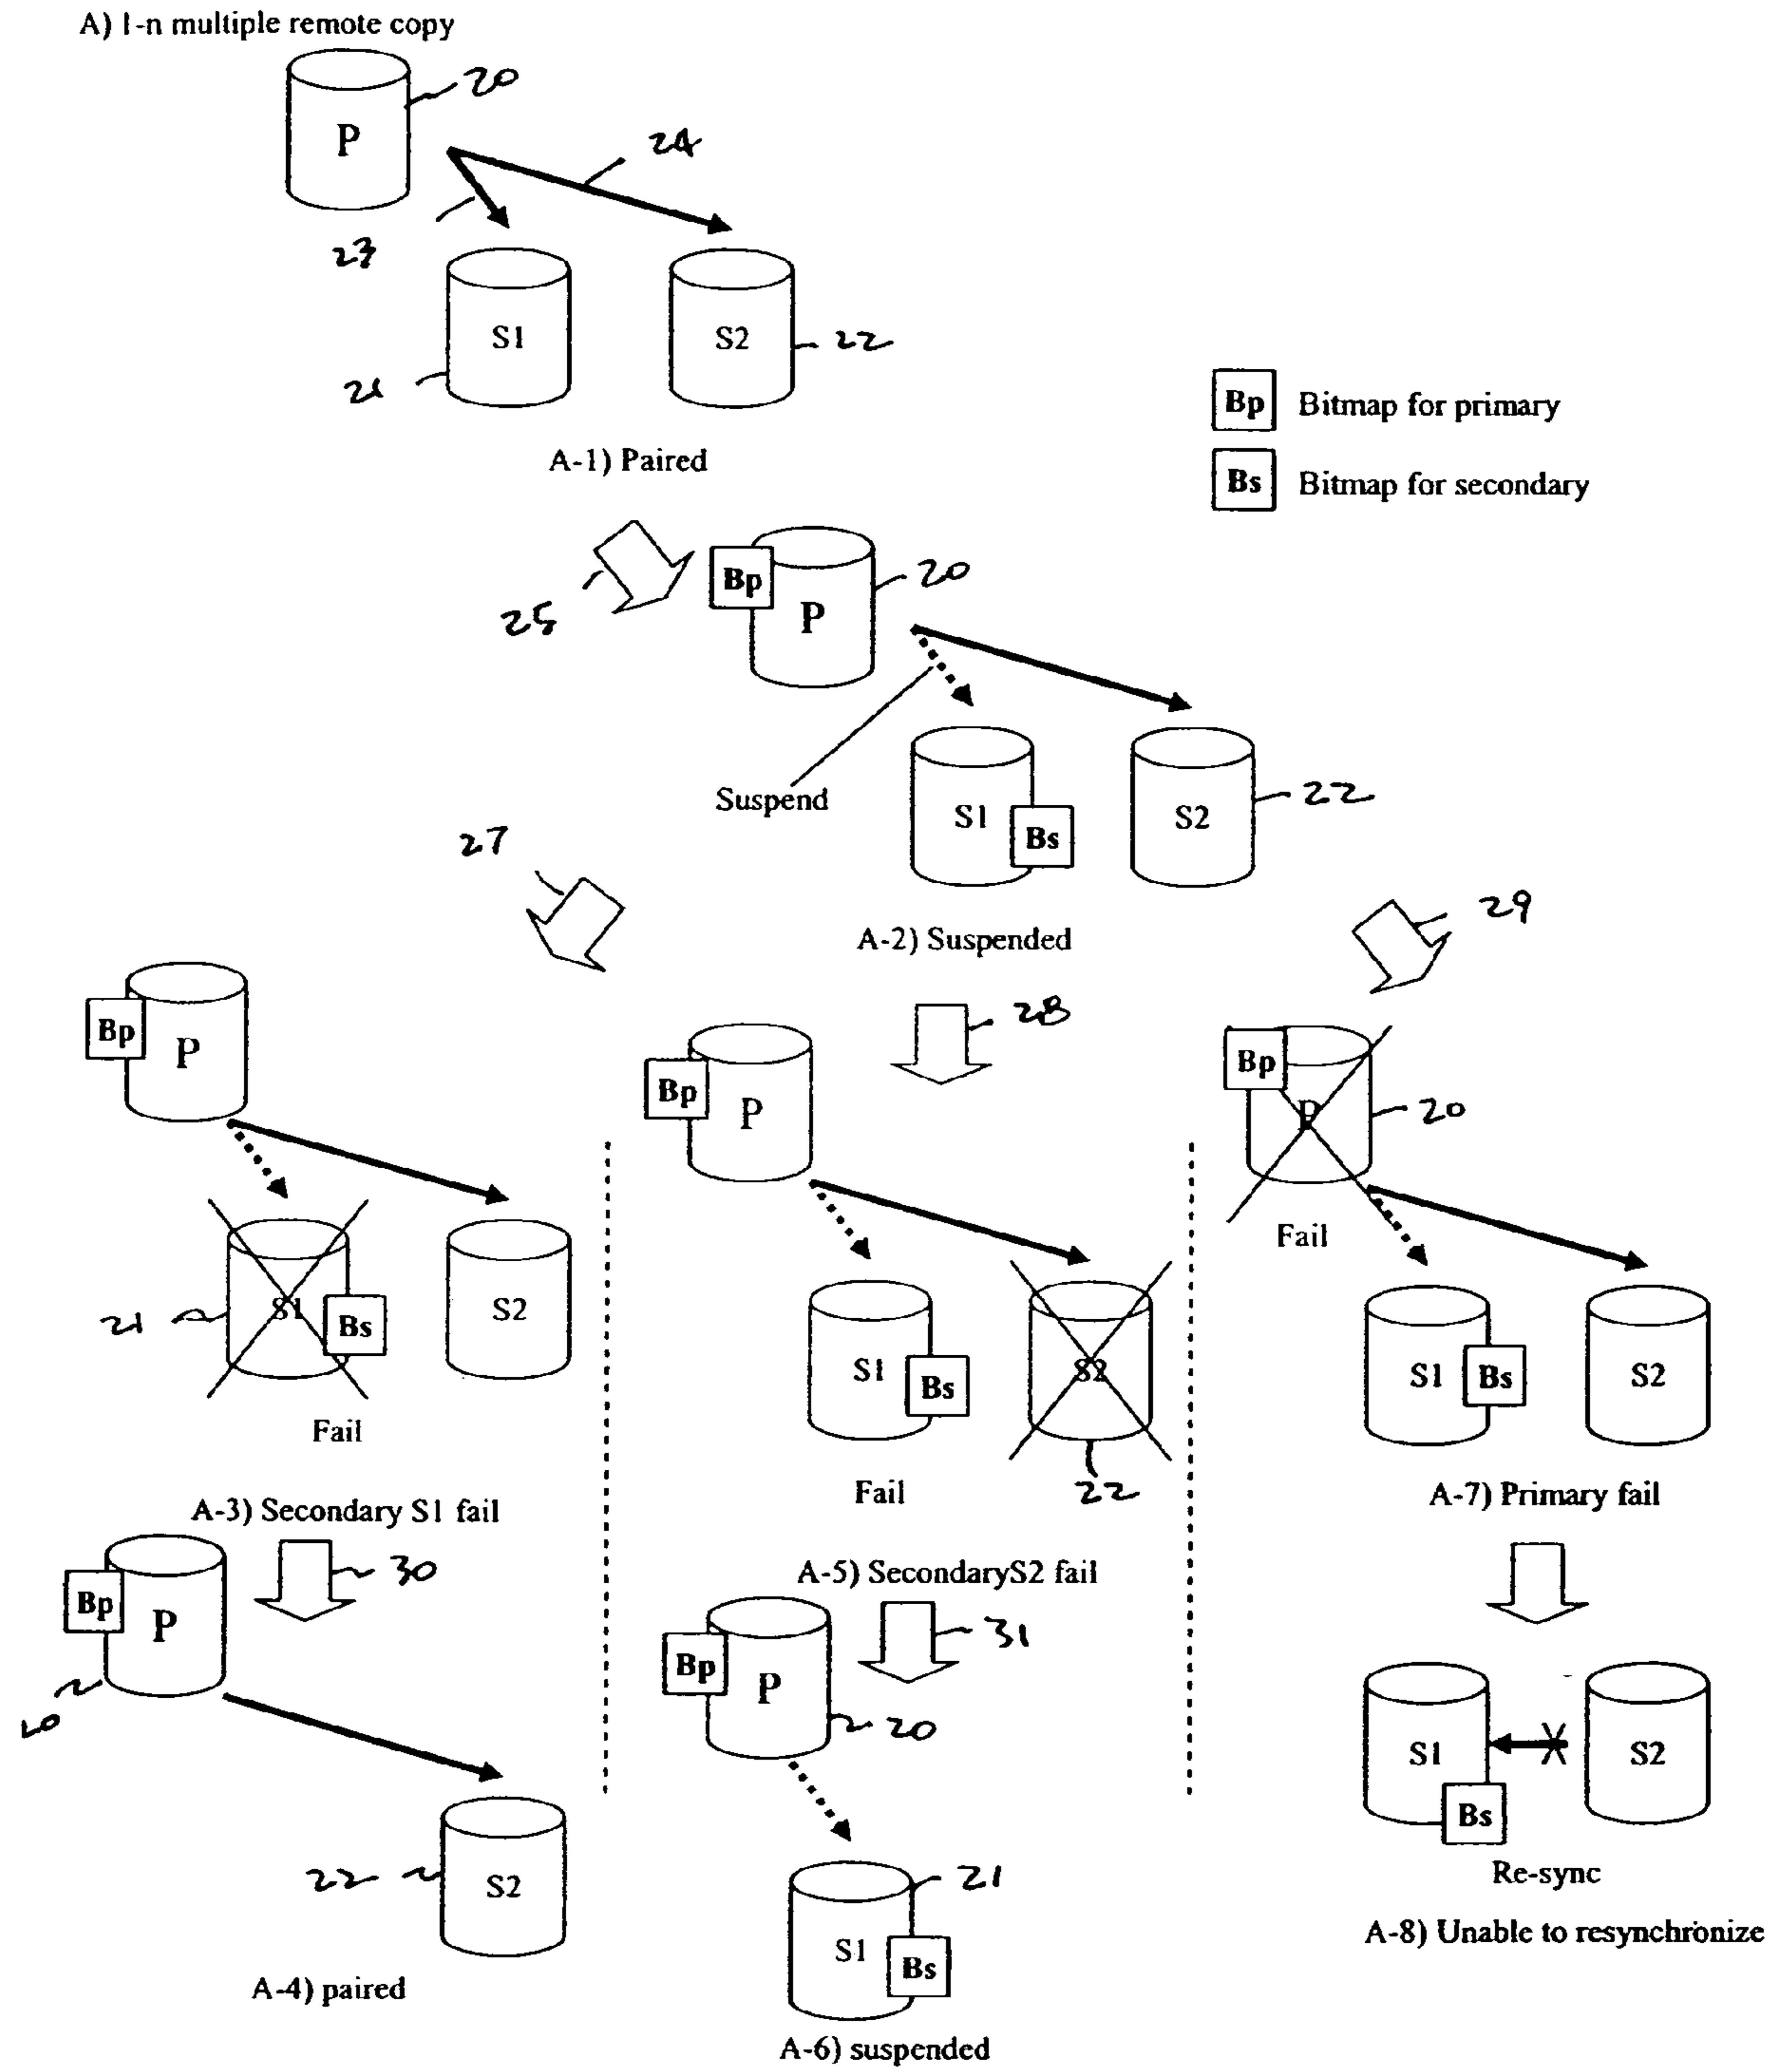 A) 1-n multiple remote copy
20
P
24
23
S1
S2
22
21
Bp Bitmap for primary
A-1) Paired
Bs Bitmap for secondary
Bp
20
P
25
Suspend
S1
Bs
S2
22
27
A-2) Suspended
29
Bp
P
28
Bp
P
Bp
P
20
Fail
21
S1
Bs
S2
S1
Bs
S2
S1
Bs
S2
Fail
Fail
22
A-7) Primary fail
A-3) Secondary S1 fail
30
A-5) SecondaryS2 fail
Bp
P
20
31
Bp
P
20
S1
S2
Bs
Re-sync
22
S2
21
S1
Bs
A-8) Unable to resynchronize
A-4) paired
A-6) suspended